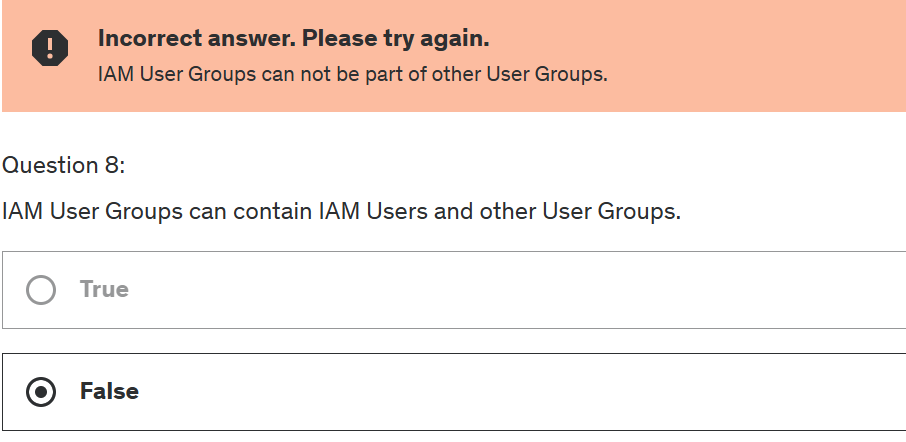 Incorrect answer. Please try again.
IAM User Groups can not be part of other User Groups.
Question 8:
IAM User Groups can contain IAM Users and other User Groups.
True
False